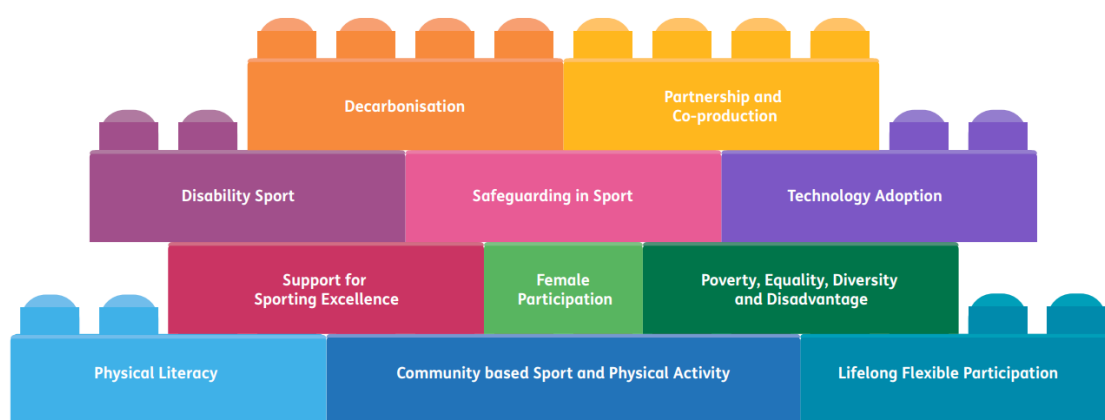 Decarbonisation
Partnership and
Co-production
Disability Sport
Safeguarding in Sport
Technology Adoption
Support for
Sporting Excellence
Female
Participation
Poverty, Equality, Diversity
and Disadvantage
Physical Literacy
Community based Sport and Physical Activity
Lifelong Flexible Participation